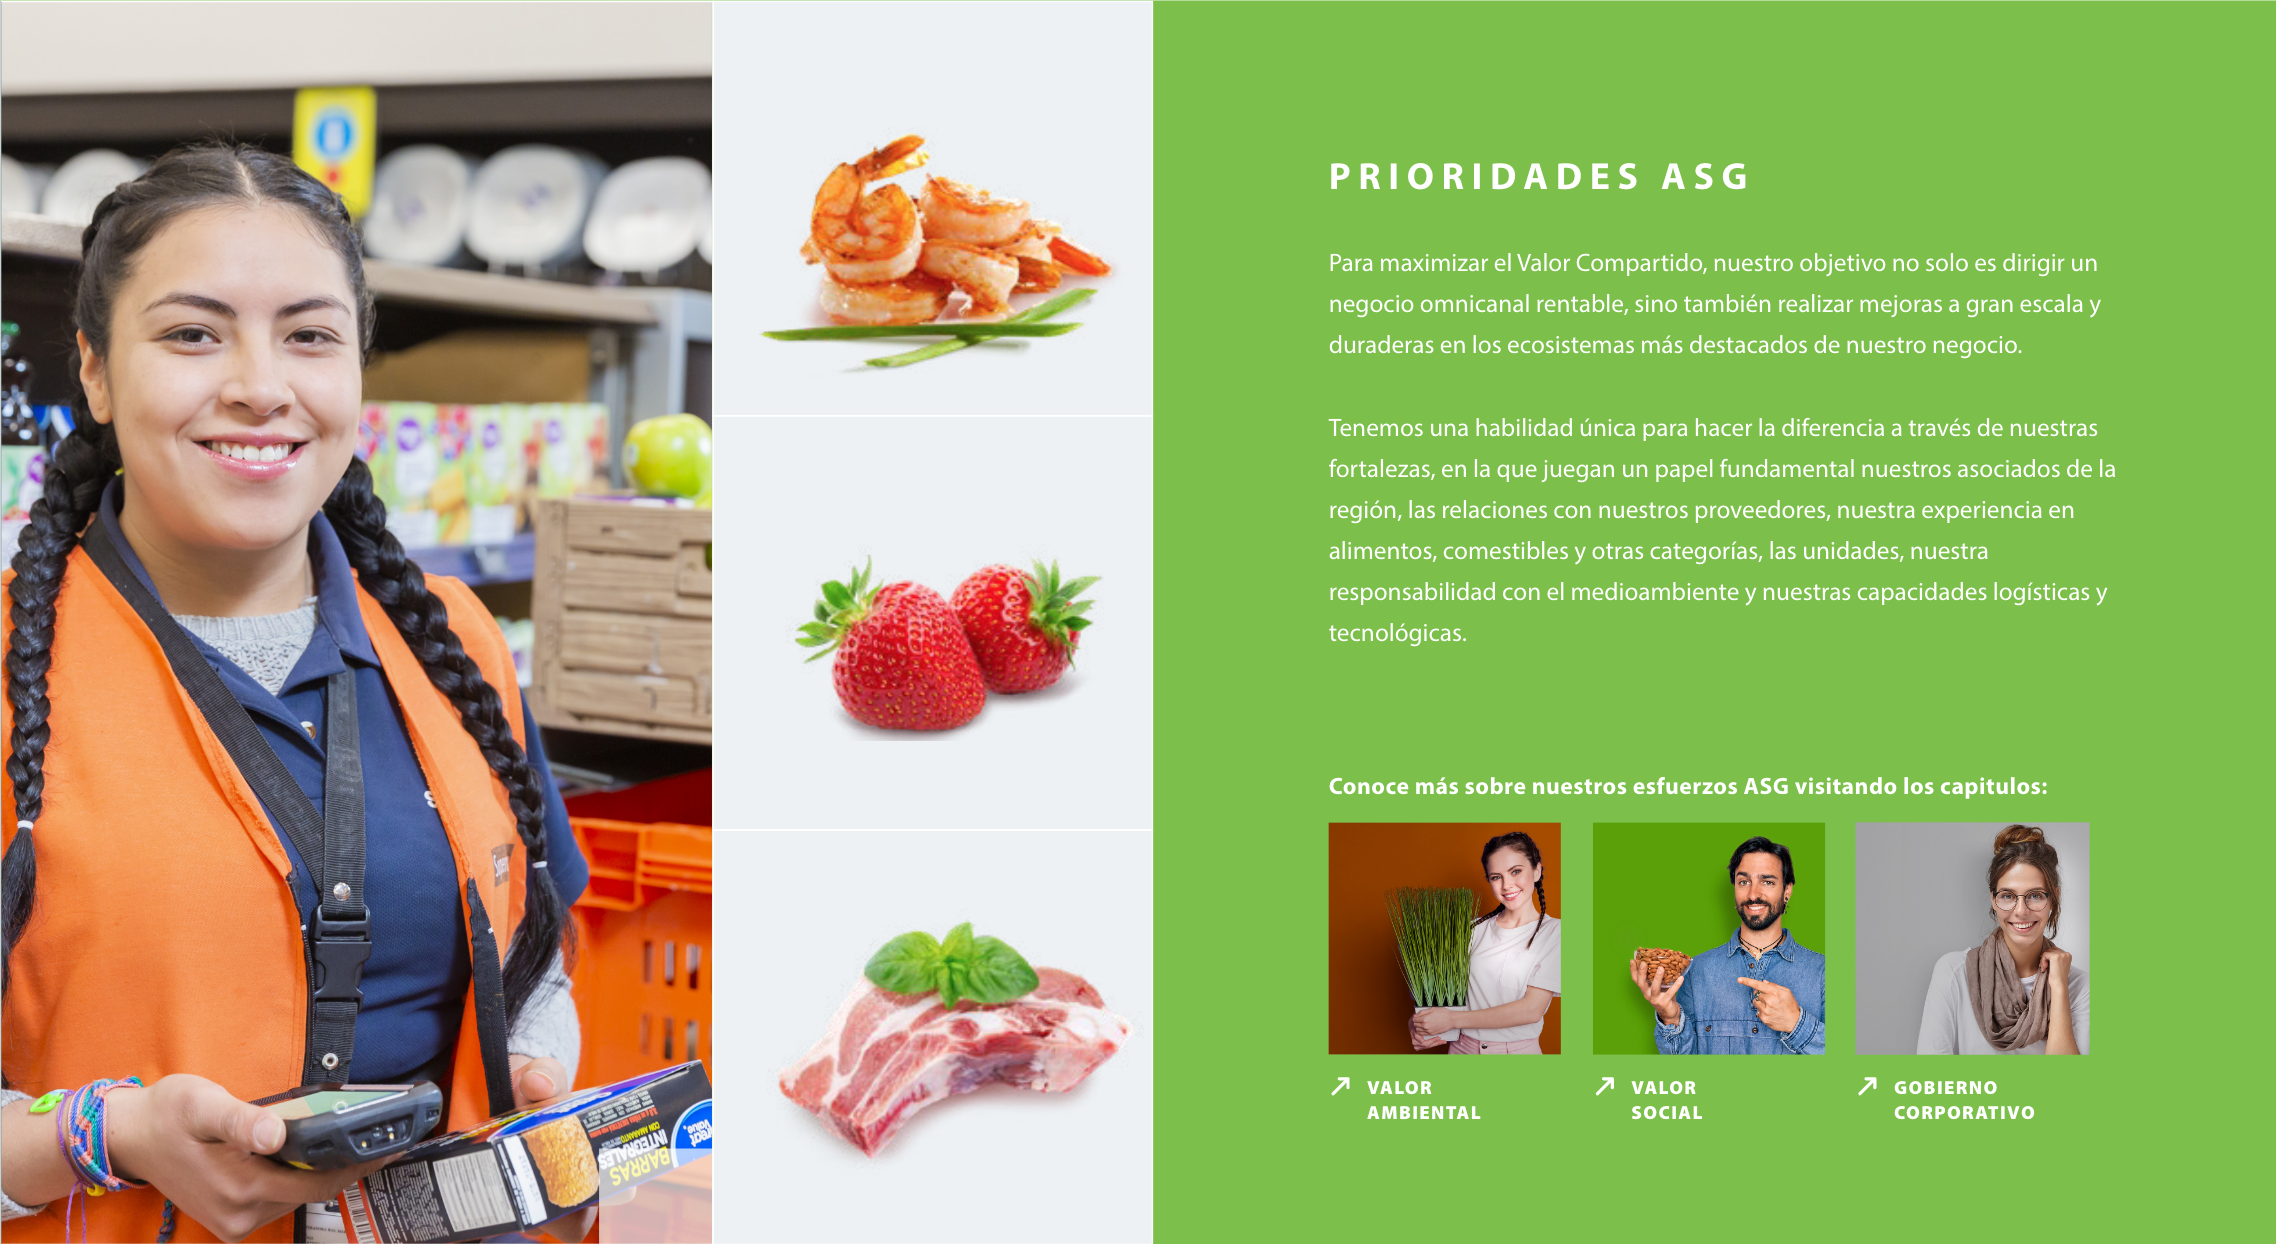 PRIORIDADES ASG
Para maximizar el Valor Compartido, nuestro objetivo no solo es dirigir un
negocio omnicanal rentable, sino también realizar mejoras a gran escala y
duraderas en los ecosistemas más destacados de nuestro negocio.
Tenemos una habilidad única para hacer la diferencia a través de nuestras
fortalezas, en la que juegan un papel fundamental nuestros asociados de la
región, las relaciones con nuestros proveedores, nuestra experiencia en
alimentos, comestibles y otras categorías, las unidades, nuestra
responsabilidad con el medioambiente y nuestras capacidades logísticas y
tecnológicas.
Conoce más sobre nuestros esfuerzos ASG visitando los capitulos:
VALOR
AMBIENTAL
VALOR
SOCIAL
GOBIERNO
CORPORATIVO
BARRAS
INTEGRALES
CON AMARANTO